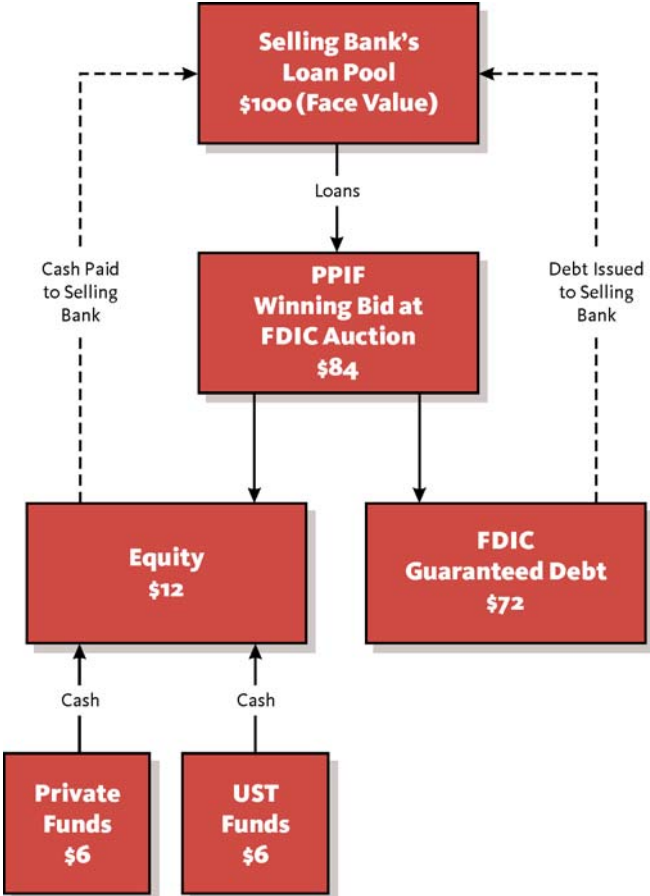 Selling Bank's
Loan Pool
$100 (Face Value)
Loans
Cash Paid
to Selling
Bank
PPIF
Winning Bid at
FDIC Auction
$84
Debt Issued
to Selling
Bank
Equity
$12
FDIC
Guaranteed Debt
$72
Cash
Cash
Private
Funds
$6
UST
Funds
$6